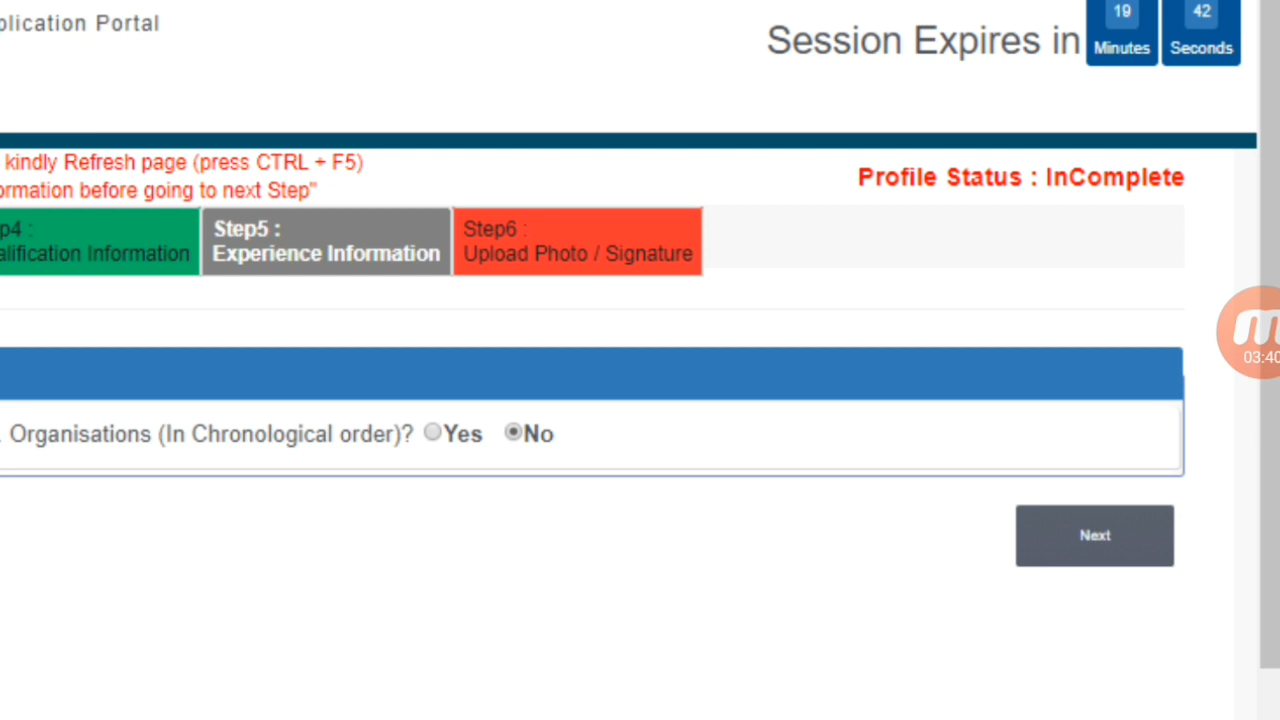 plication Portal
Session Expires in
19 42
Minutes Seconds
kindly Refresh page (press CTRL + F5)
ormation before going to next Step"
Profile Status : InComplete
p4 :
alification Information
Step5 :
Experience Information
Step6 :
Upload Photo / Signature
03:40
. Organisations (In Chronological order)? Yes No
Next